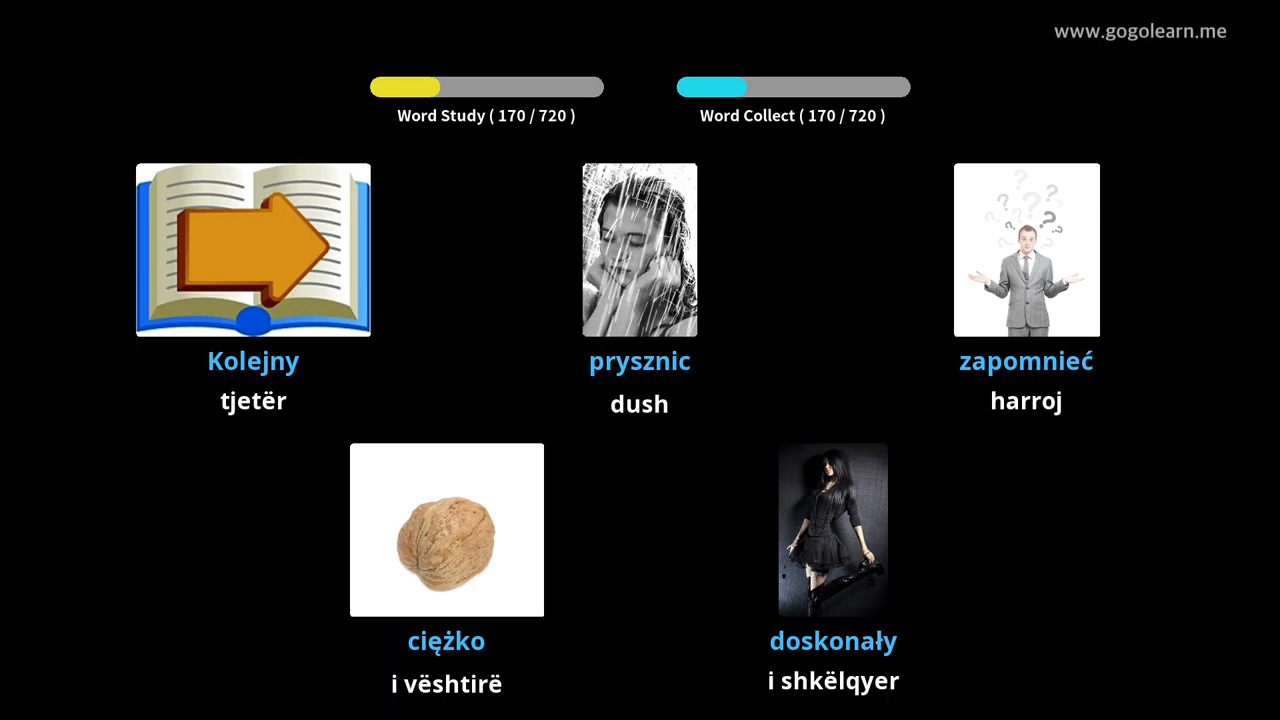 www.gogolearn.me
Word Study ( 170 / 720 )
Word Collect ( 170 / 720 )
Kolejny
tjetër
prysznic
dush
zapomnieć
harroj
ciężko
i vështirë
doskonały
i shkëlqyer